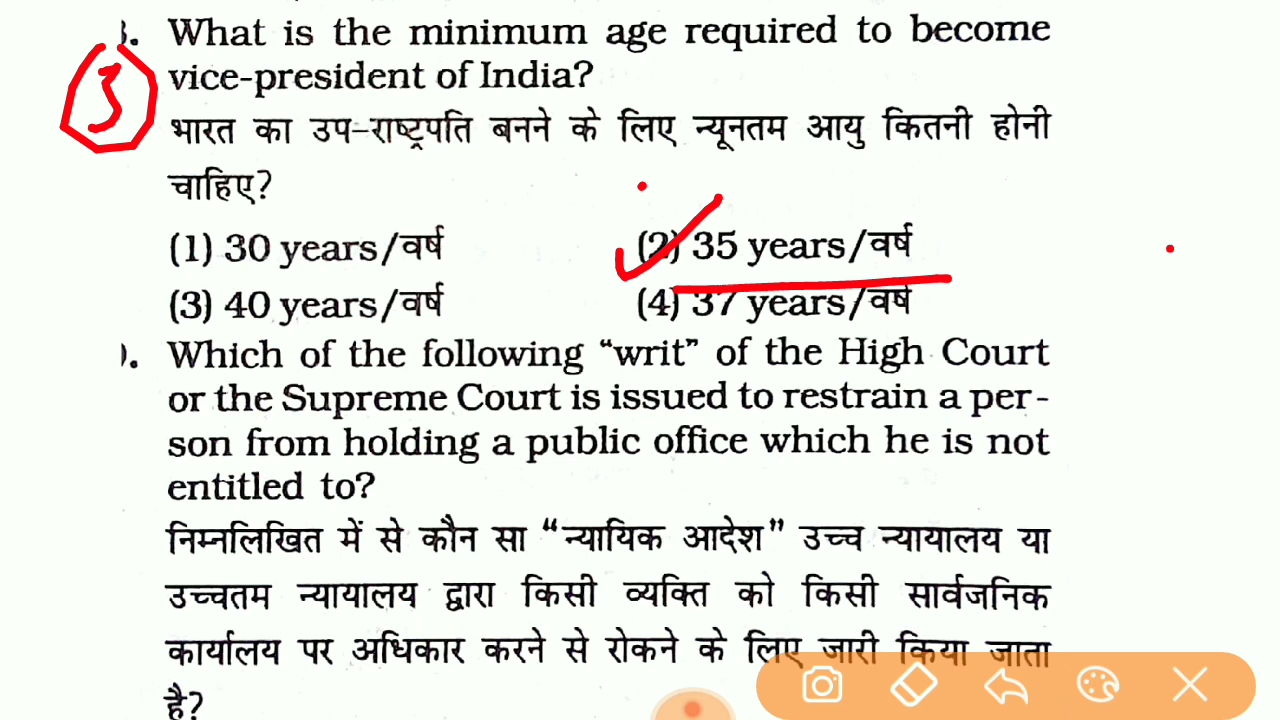 3. What is the minimum age required to become
3 vice-president of India?
भारत का उप-राष्ट्रपति बनने के लिए न्यूनतम आयु कितनी होनी
चाहिए?
(1) 30 years/वर्ष (2) 35 years/वर्ष
(3) 40 years/वर्ष (4) 37 years/वर्ष
). Which of the following “writ” of the High Court
or the Supreme Court is issued to restrain a per-
son from holding a public office which he is not
entitled to?
निम्नलिखित में से कौन सा “न्यायिक आदेश” उच्च न्यायालय या
उच्चतम न्यायालय द्वारा किसी व्यक्ति को किसी सार्वजनिक
कार्यालय पर अधिकार करने से रोकने के लिए जारी किया जाता
है?